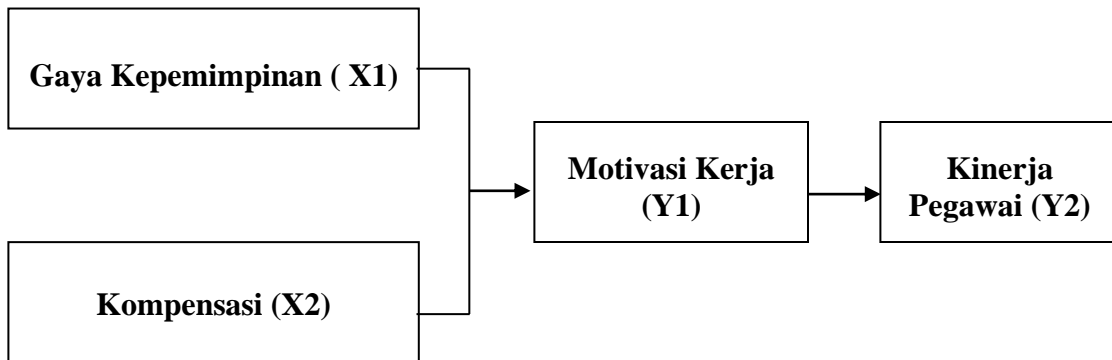 Gaya Kepemimpinan ( X1)
Motivasi Kerja
(Y1)
Kinerja
Pegawai (Y2)
Kompensasi (X2)